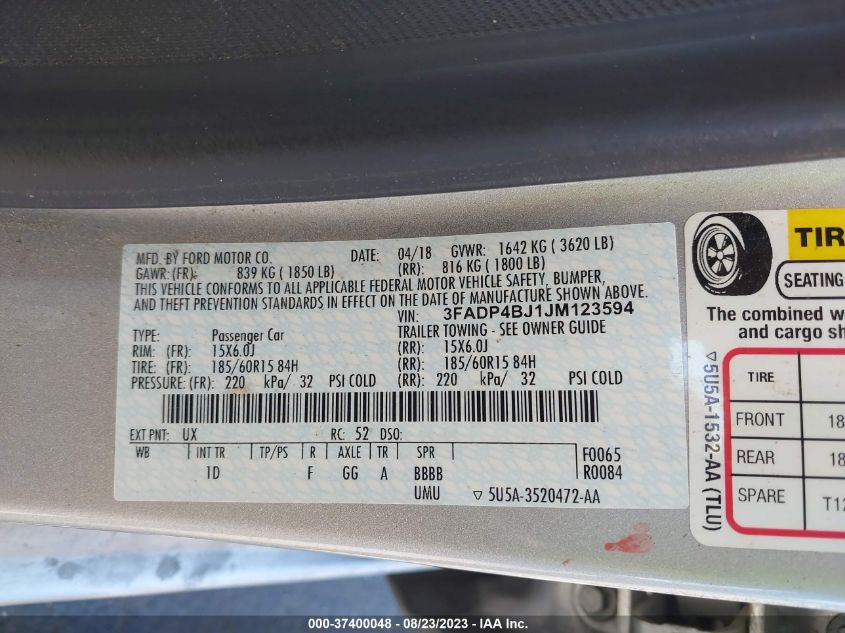 MFD. BY FORD MOTOR CO. DATE: 04/18 GVWR: 1642 KG ( 3620 LB)
GAWR: (FR): 839 KG ( 1850 LB) (RR): 816 KG ( 1800 LB)
THIS VEHICLE CONFORMS TO ALL APPLICABLE FEDERAL MOTOR VEHICLE SAFETY, BUMPER,
AND THEFT PREVENTION STANDARDS IN EFFECT ON THE DATE OF MANUFACTURE SHOWN ABOVE.
VIN: 3FADP4BJ1JM123594
TYPE: Passenger Car TRAILER TOWING - SEE OWNER GUIDE
RIM: (FR) 15X6.0J (RR): 15X6.0J
TIRE: (FR) 185/60R15 84H (RR): 185/60R15 84H
PRESSURE: (FR) 220 kPa/ 32 PSI COLD (RR): 220 kPa/ 32 PSI COLD
EXT PNT: UX RC: 52 DSO:
WB INT TR TP/PS R AXLE TR SPR F0065
1D F GG A BBBB R0084
UMU ▽ 5U5A-3520472-AA
TIR
SEATING
The combined w
and cargo sh
TIRE
FRONT 18
REAR 18
SPARE T12
▽5U5A-1532-AA (TLU)
000-37400048 - 08/23/2023 - © IAA, Inc.